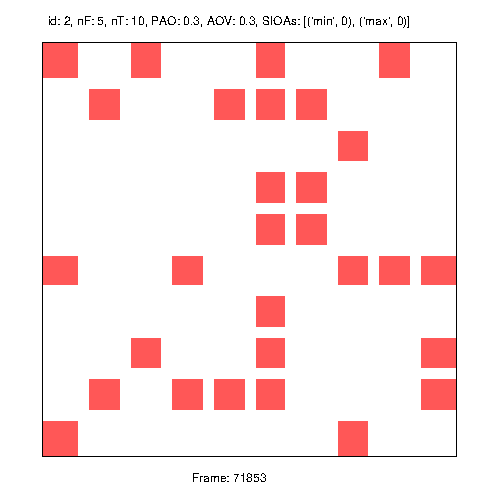 id: 2, nF: 5, nT: 10, PAO: 0.3, AOV: 0.3, SIOAs: [('min', 0), ('max', 0)]
Frame: 71853